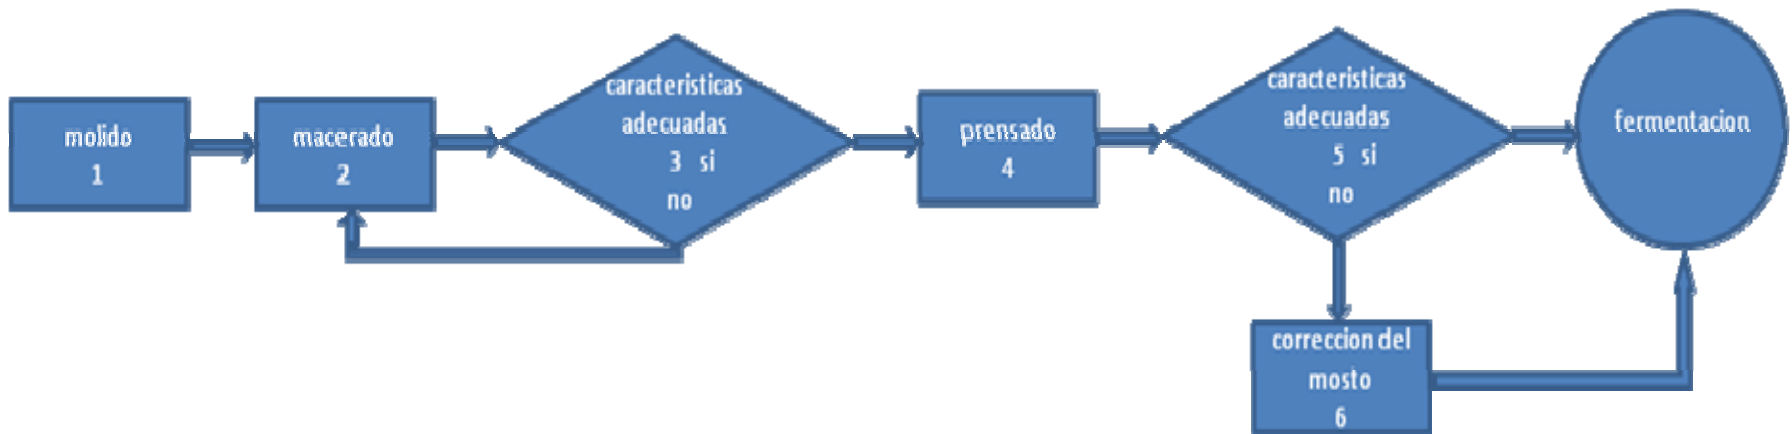 molido
1
macerado
2
caracteristicas
adecuadas
3 si
no
prensado
4
caracteristicas
adecuadas
5 si
no
fermentacion
correccion del
mosto
6